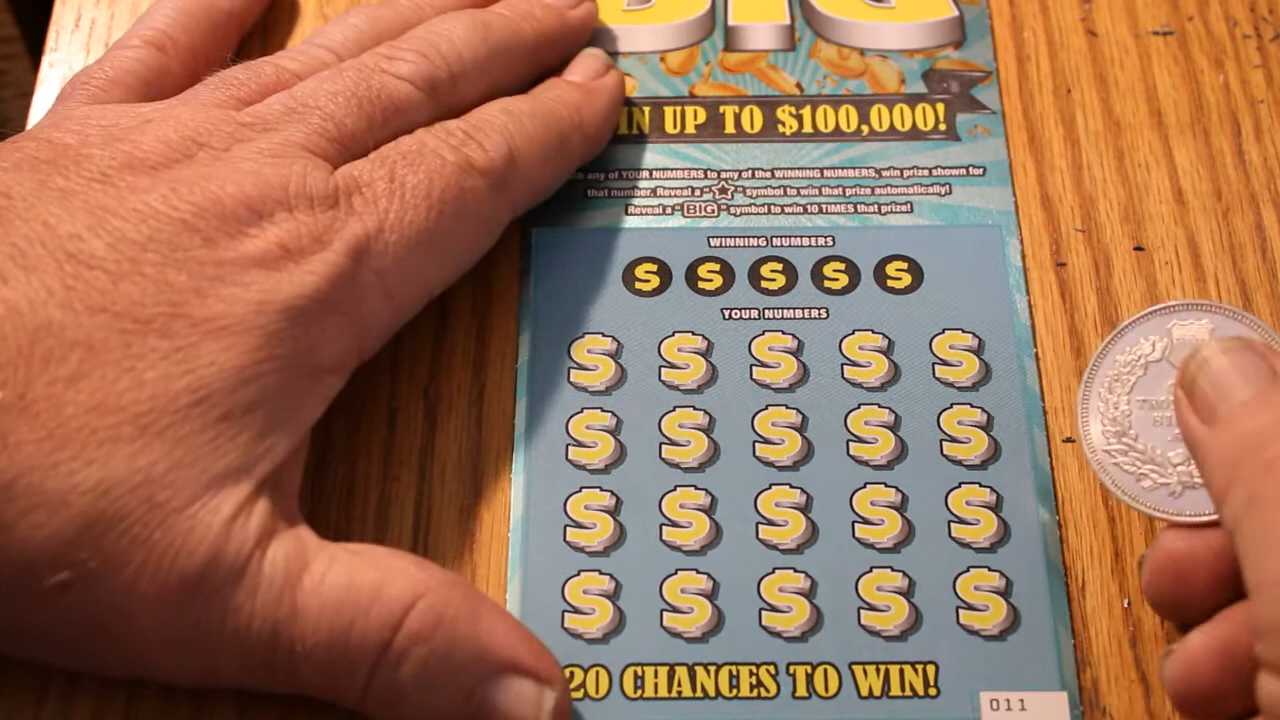 BIG
IN UP TO $100,000!
any of YOUR NUMBERS to any of the WINNING NUMBERS, win prize shown for
that number. Reveal a "☆" symbol to win that prize automatically!
Reveal a "BIG" symbol to win 10 TIMES that prize!
WINNING NUMBERS
$ $ $ $ $
YOUR NUMBERS
$ $ $ $ $
$ $ $ $ $
$ $ $ $ $
$ $ $ $ $
20 CHANCES TO WIN!
011